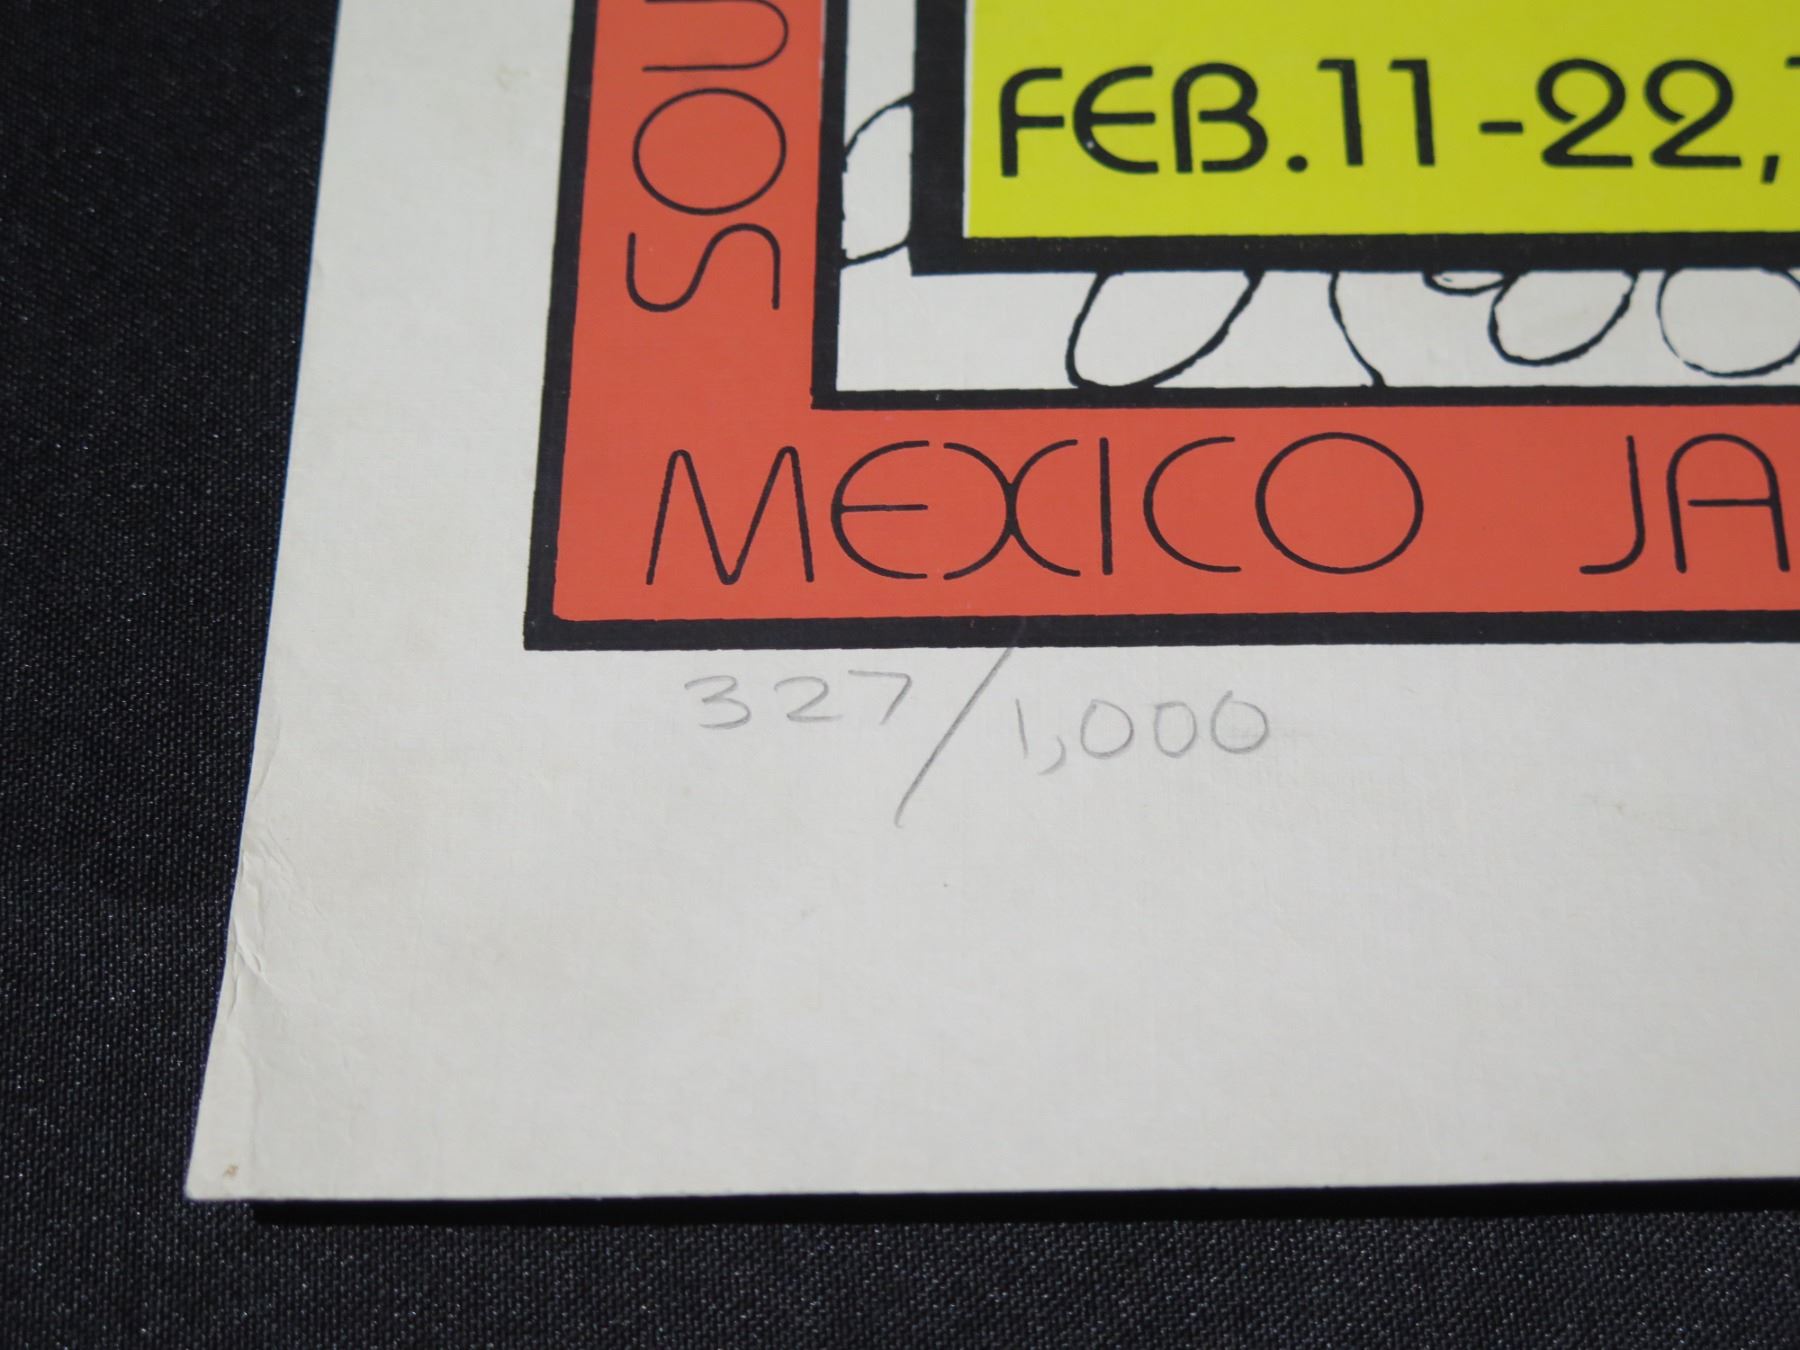 FEB. 11 - 22,
SOU
MEXICO JA
327/1,000